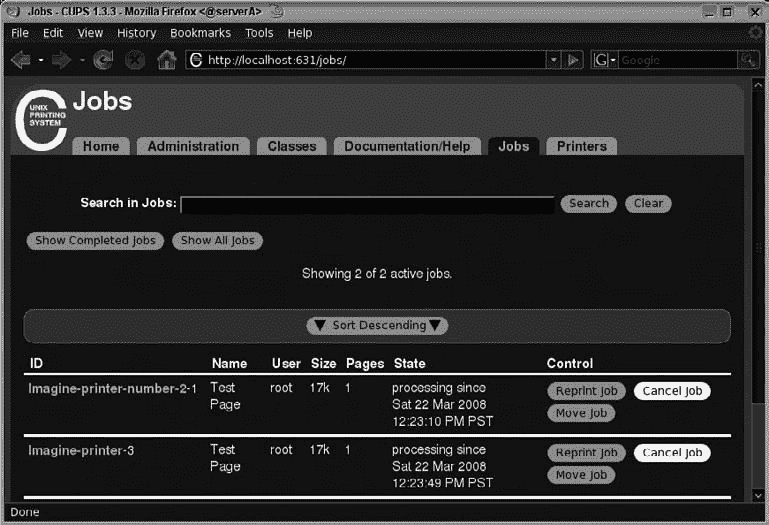 Jobs - CUPS 1.3.3 - Mozilla Firefox <@serverA>
File Edit View History Bookmarks Tools Help
http://localhost:631/jobs/ G Google
UNIX PRINTING SYSTEM
Jobs
Home Administration Classes Documentation/Help Jobs Printers
Search in Jobs: Search Clear
Show Completed Jobs Show All Jobs
Showing 2 of 2 active jobs.
▼ Sort Descending ▼
ID Name User Size Pages State Control
Imagine-printer-number-2-1 Test root 17k 1 processing since Reprint Job Cancel Job
Page Sat 22 Mar 2008 Move Job
12:23:10 PM PST
Imagine-printer-3 Test root 17k 1 processing since Reprint Job Cancel Job
Page Sat 22 Mar 2008 Move Job
12:23:49 PM PST
Done